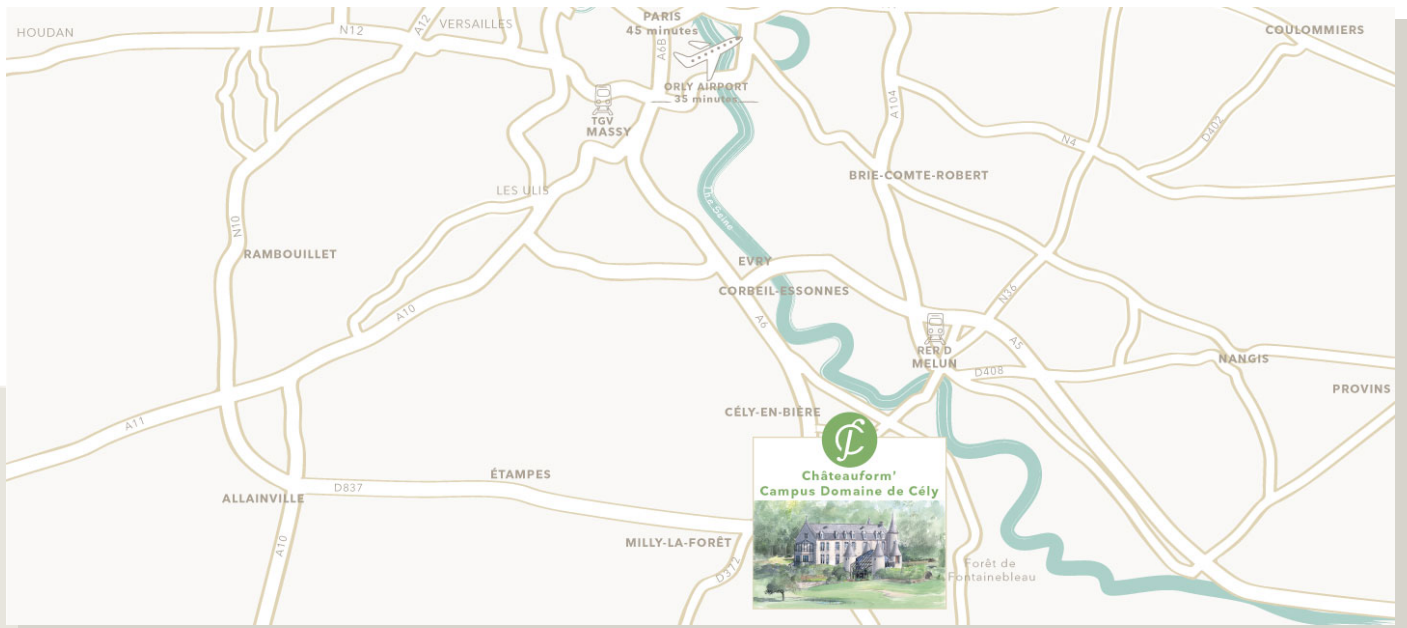 PARIS
45 minutes
HOUDAN
N12
A12
VERSAILLES
A6B
COULOMMIERS
ORLY AIRPORT
35 minutes
TGV
MASSY
A104
N4
D402
LES ULIS
The Seine
BRIE-COMTE-ROBERT
N10
RAMBOUILLET
EVRY
CORBEIL-ESSONNES
N36
A10
A6
RER D
MELUN
A5
D408
NANGIS
PROVINS
A11
CÉLY-EN-BIÈRE
Châteauform'
Campus Domaine de Cély
ÉTAMPES
D837
ALLAINVILLE
A10
MILLY-LA-FORÊT
D372
Forêt de
Fontainebleau